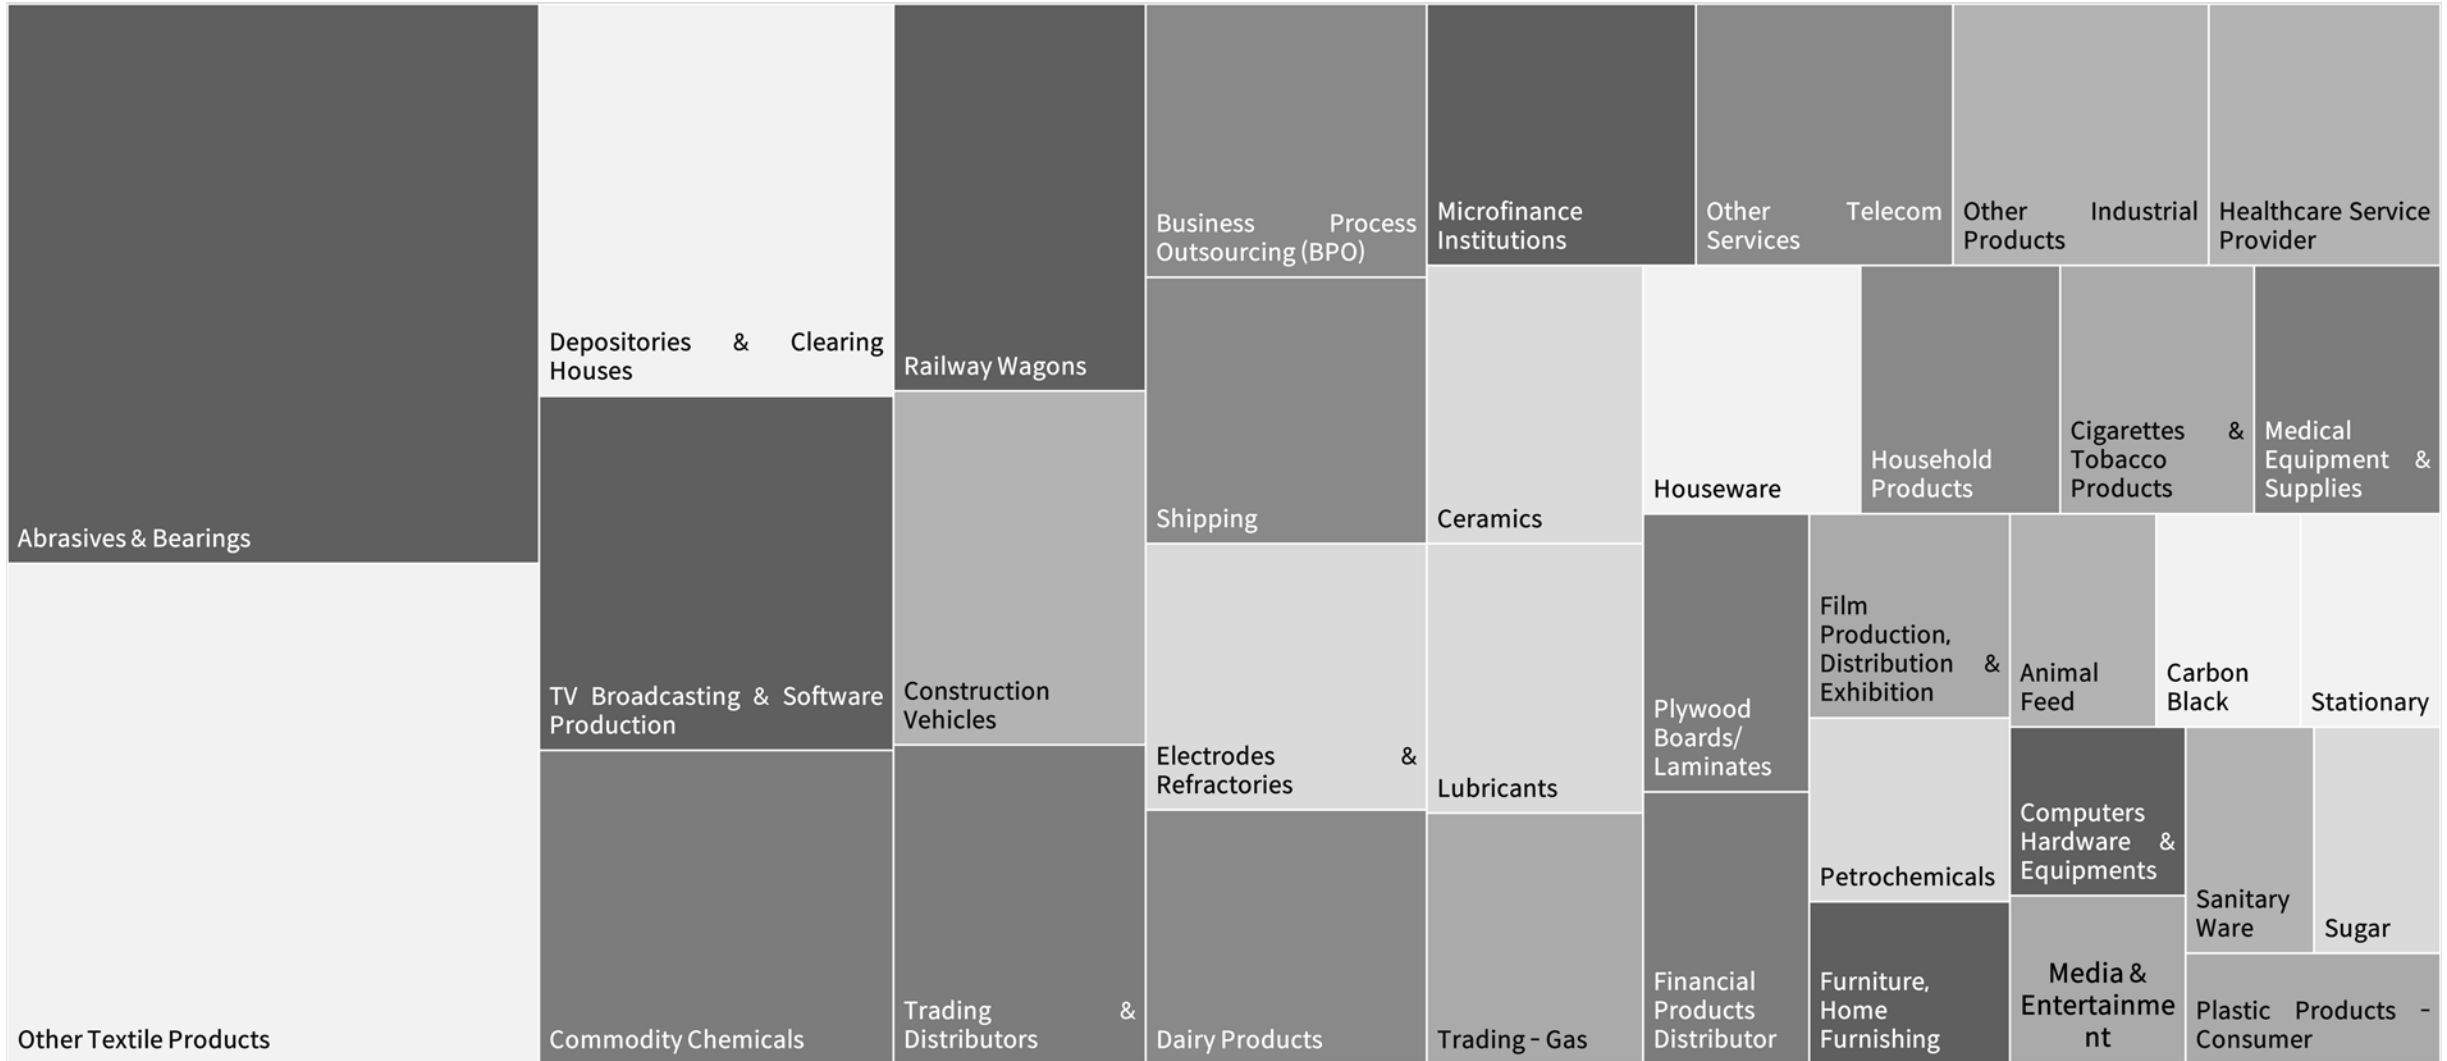 Abrasives & Bearings
Other Textile Products
Depositories & Clearing
Houses
TV Broadcasting & Software
Production
Commodity Chemicals
Railway Wagons
Construction
Vehicles
Trading &
Distributors
Business Process
Outsourcing (BPO)
Shipping
Electrodes &
Refractories
Dairy Products
Microfinance
Institutions
Other Telecom
Services
Other Industrial
Products
Healthcare Service
Provider
Ceramics
Lubricants
Trading - Gas
Houseware
Household
Products
Cigarettes &
Tobacco
Products
Medical
Equipment &
Supplies
Plywood
Boards/
Laminates
Financial
Products
Distributor
Film
Production,
Distribution &
Exhibition
Petrochemicals
Furniture,
Home
Furnishing
Animal
Feed
Carbon
Black
Stationary
Computers
Hardware &
Equipments
Media &
Entertainme
nt
Sanitary
Ware
Sugar
Plastic Products -
Consumer